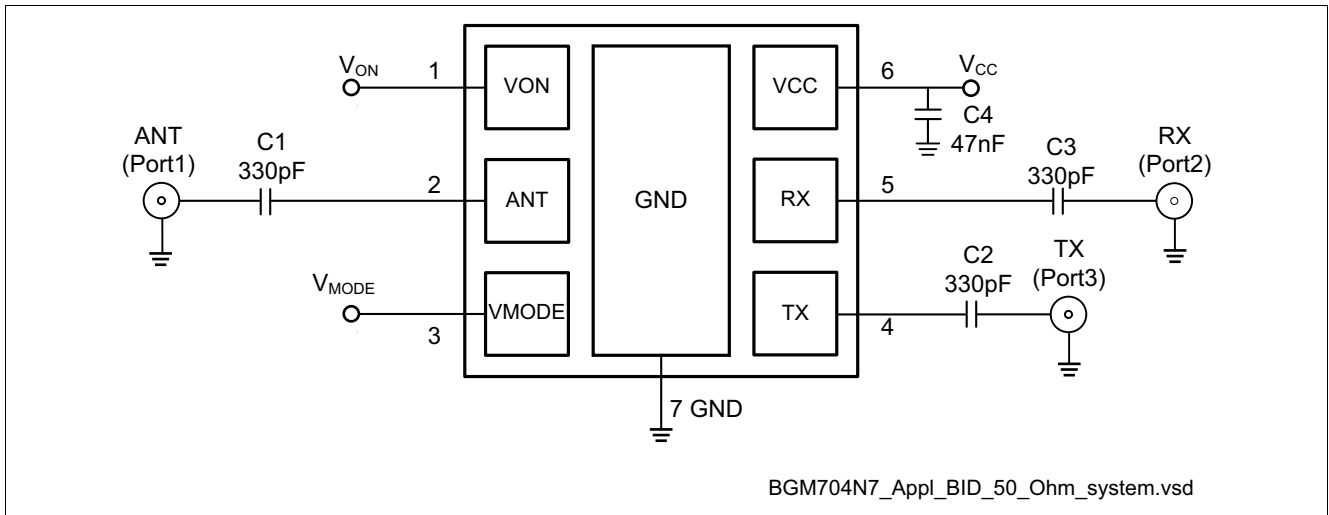 V_ON
1
VON
VCC
6
V_CC
C4
47nF
ANT
(Port1)
C1
330pF
2
ANT
GND
RX
5
C3
330pF
RX
(Port2)
V_MODE
3
VMODE
TX
4
C2
330pF
TX
(Port3)
7 GND
BGM704N7_Appl_BID_50_Ohm_system.vsd